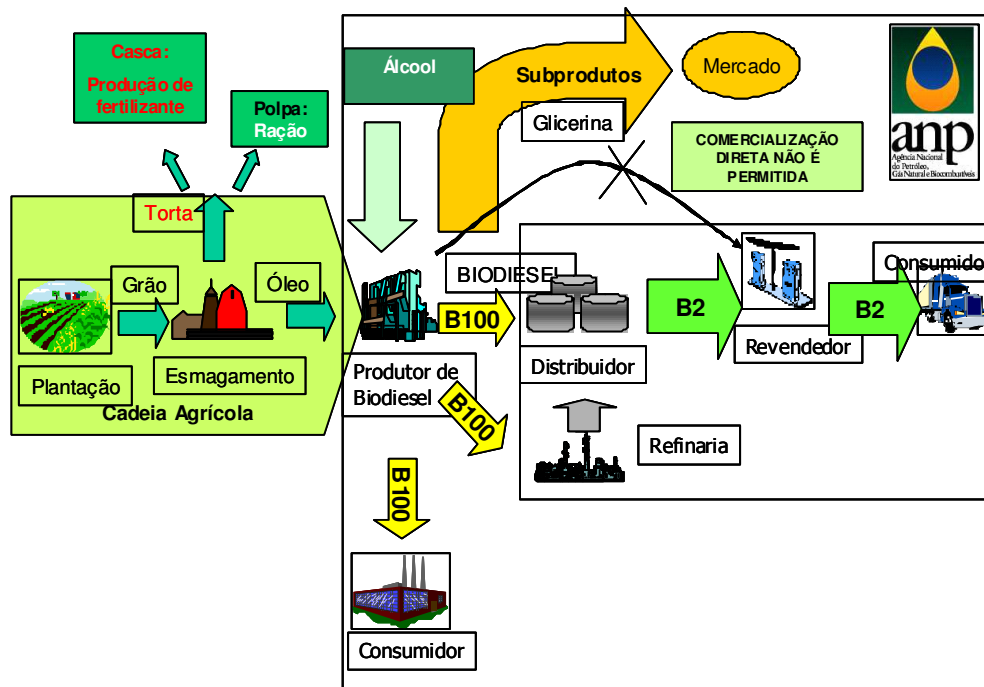 Casca:
Produção de
fertilizante
Polpa:
Ração
Álcool
Subprodutos
Mercado
Glicerina
COMERCIALIZAÇÃO
DIRETA NÃO É
PERMITIDA
anp
Agência Nacional
do Petróleo,
Gás Natural e Biocombustíveis
Torta
Grão
Óleo
Plantação
Esmagamento
Cadeia Agrícola
BIODIESEL
B100
B2
B2
Consumido
Produtor de
Biodiesel
Distribuidor
Revendedor
B100
Refinaria
B100
Consumidor